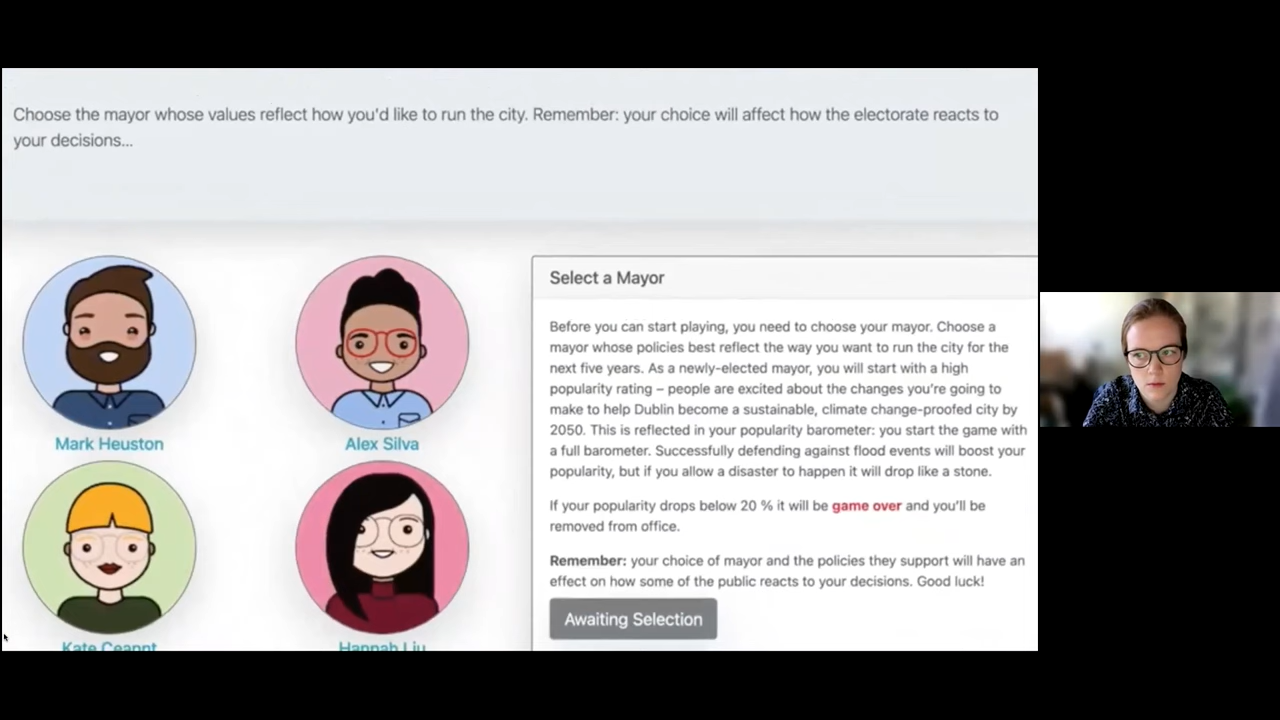 Choose the mayor whose values reflect how you'd like to run the city. Remember: your choice will affect how the electorate reacts to
your decisions...
Mark Heuston
Alex Silva
Kate Ceannt
Hannah Liu
Select a Mayor
Before you can start playing, you need to choose your mayor. Choose a
mayor whose policies best reflect the way you want to run the city for the
next five years. As a newly-elected mayor, you will start with a high
popularity rating – people are excited about the changes you're going to
make to help Dublin become a sustainable, climate change-proofed city by
2050. This is reflected in your popularity barometer: you start the game with
a full barometer. Successfully defending against flood events will boost your
popularity, but if you allow a disaster to happen it will drop like a stone.
If your popularity drops below 20 % it will be game over and you'll be
removed from office.
Remember: your choice of mayor and the policies they support will have an
effect on how some of the public reacts to your decisions. Good luck!
Awaiting Selection